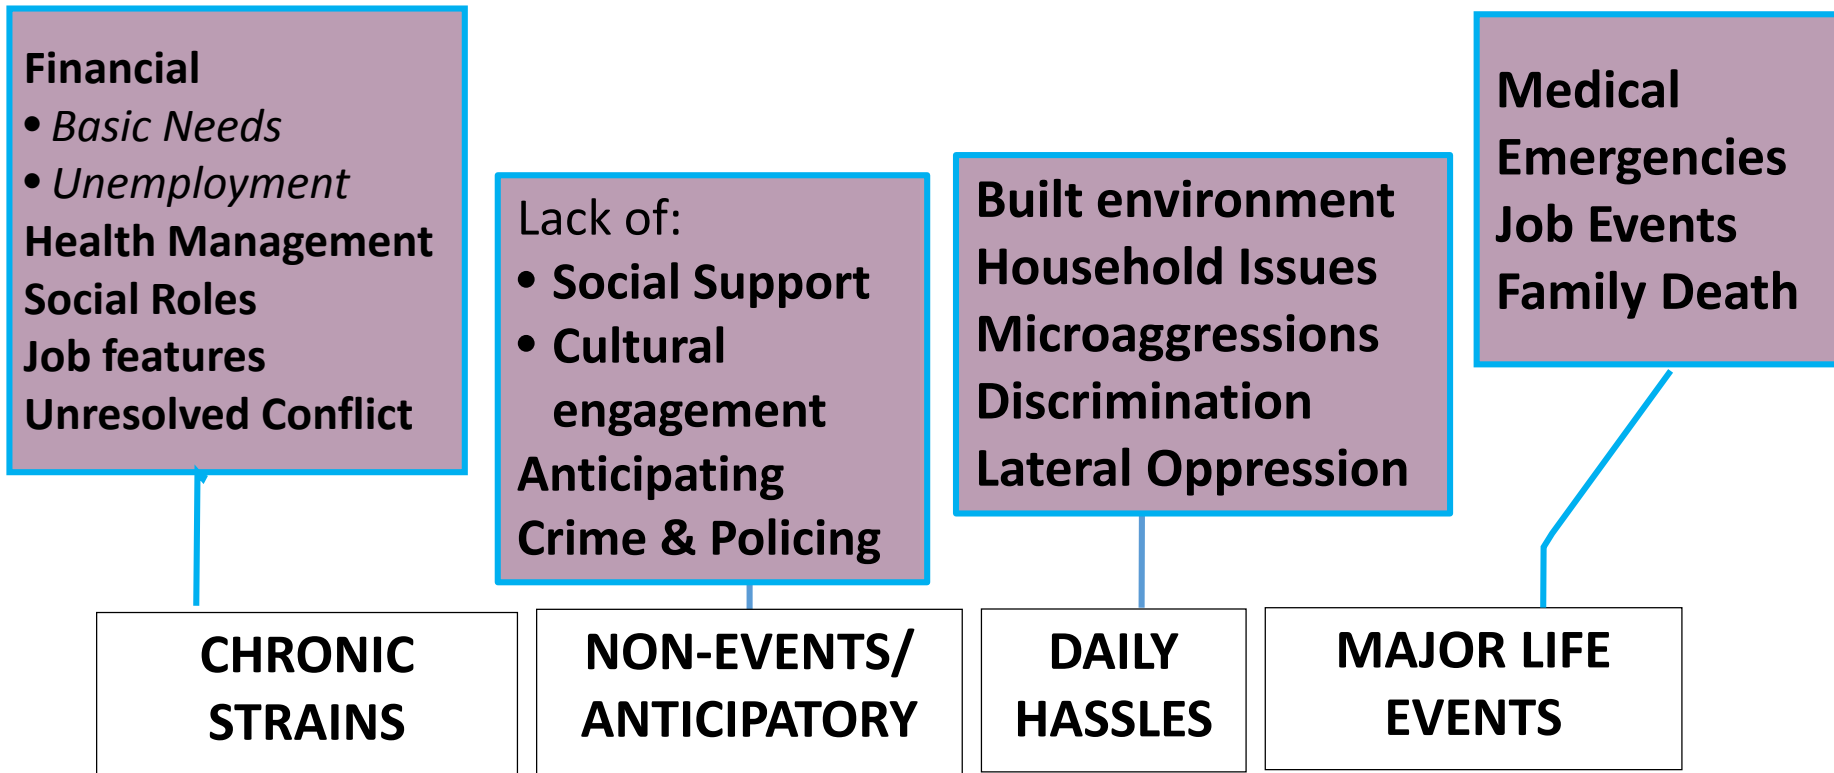 Financial
• Basic Needs
• Unemployment
Health Management
Social Roles
Job features
Unresolved Conflict
Lack of:
• Social Support
• Cultural
engagement
Anticipating
Crime & Policing
Built environment
Household Issues
Microaggressions
Discrimination
Lateral Oppression
Medical
Emergencies
Job Events
Family Death
CHRONIC
STRAINS
NON-EVENTS/
ANTICIPATORY
DAILY
HASSLES
MAJOR LIFE
EVENTS